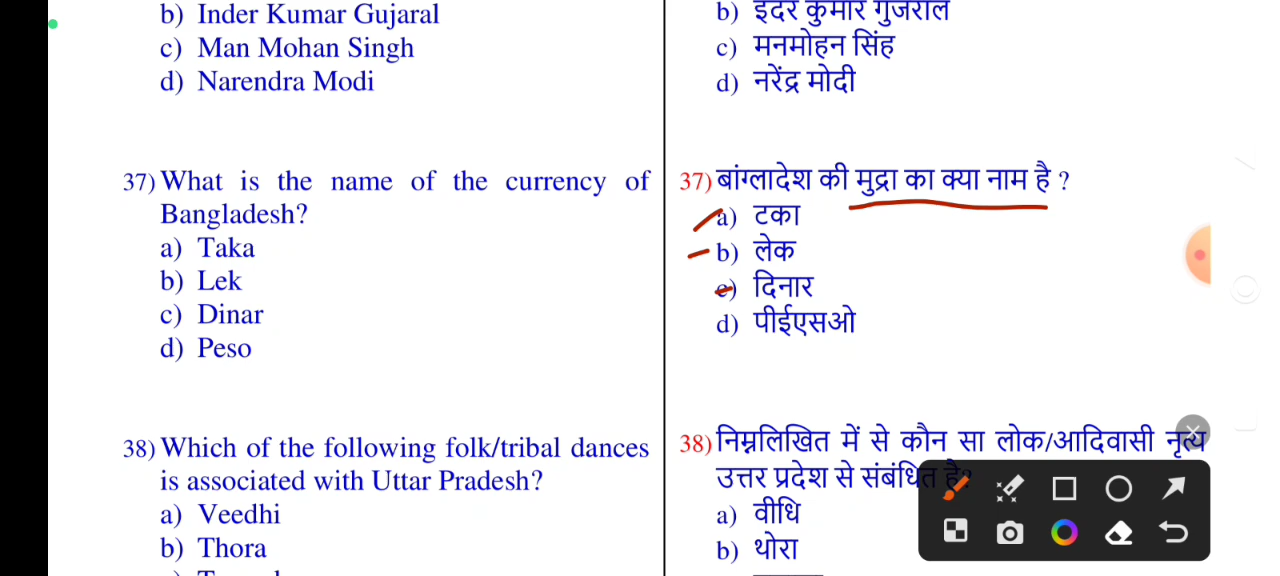 b) Inder Kumar Gujaral
c) Man Mohan Singh
d) Narendra Modi
37) What is the name of the currency of
Bangladesh?
a) Taka
b) Lek
c) Dinar
d) Peso
38) Which of the following folk/tribal dances
is associated with Uttar Pradesh?
a) Veedhi
b) Thora
b) इंदर कुमार गुजराल
c) मनमोहन सिंह
d) नरेंद्र मोदी
37) बांग्लादेश की मुद्रा का क्या नाम है ?
a) टका
b) लेक
c) दिनार
d) पीईएसओ
38) निम्नलिखित में से कौन सा लोक/आदिवासी नृत्य
उत्तर प्रदेश से संबंधित है?
a) वीधि
b) थोरा